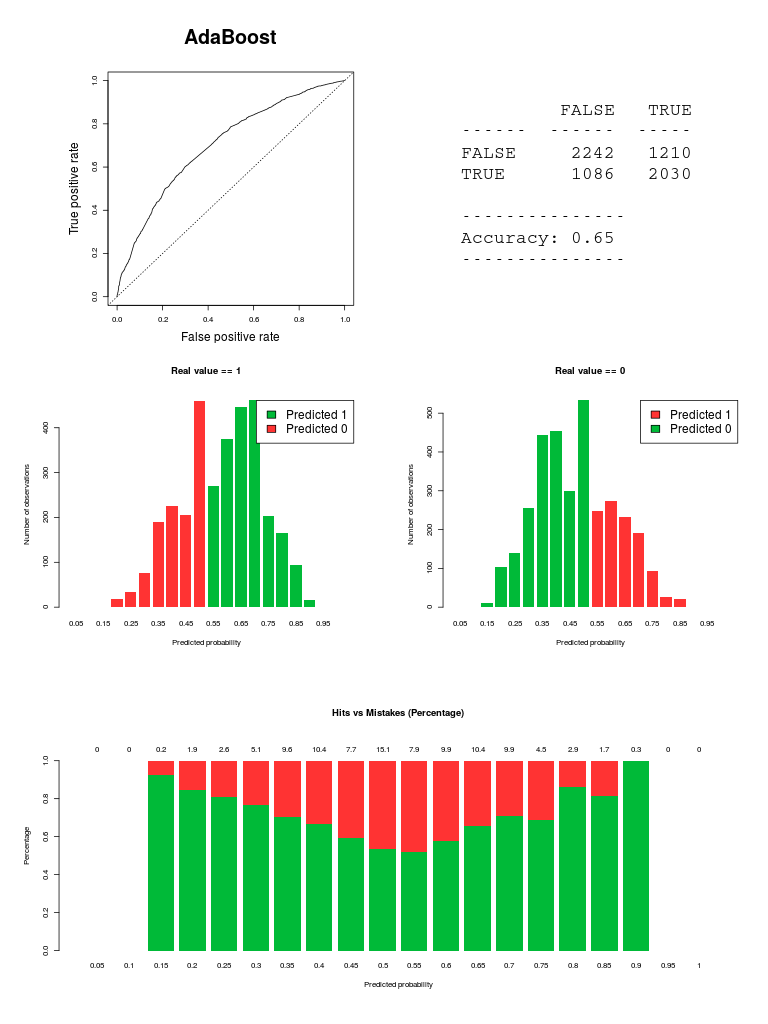 AdaBoost
1.0
0.8
0.6
0.4
0.2
0.0
True positive rate
0.0 0.2 0.4 0.6 0.8 1.0
False positive rate
FALSE TRUE
------ ------ -----
FALSE 2242 1210
TRUE 1086 2030
---------------
Accuracy: 0.65
---------------
Real value == 1
Predicted 1
Predicted 0
400
300
200
100
0
Number of observations
0.05 0.15 0.25 0.35 0.45 0.55 0.65 0.75 0.85 0.95
Predicted probability
Real value == 0
Predicted 1
Predicted 0
500
400
300
200
100
0
Number of observations
0.05 0.15 0.25 0.35 0.45 0.55 0.65 0.75 0.85 0.95
Predicted probability
Hits vs Mistakes (Percentage)
0 0 0.2 1.9 2.6 5.1 9.6 10.4 7.7 15.1 7.9 9.9 10.4 9.9 4.5 2.9 1.7 0.3 0 0
1.0
0.8
0.6
0.4
0.2
0.0
Percentage
0.05 0.1 0.15 0.2 0.25 0.3 0.35 0.4 0.45 0.5 0.55 0.6 0.65 0.7 0.75 0.8 0.85 0.9 0.95 1
Predicted probability